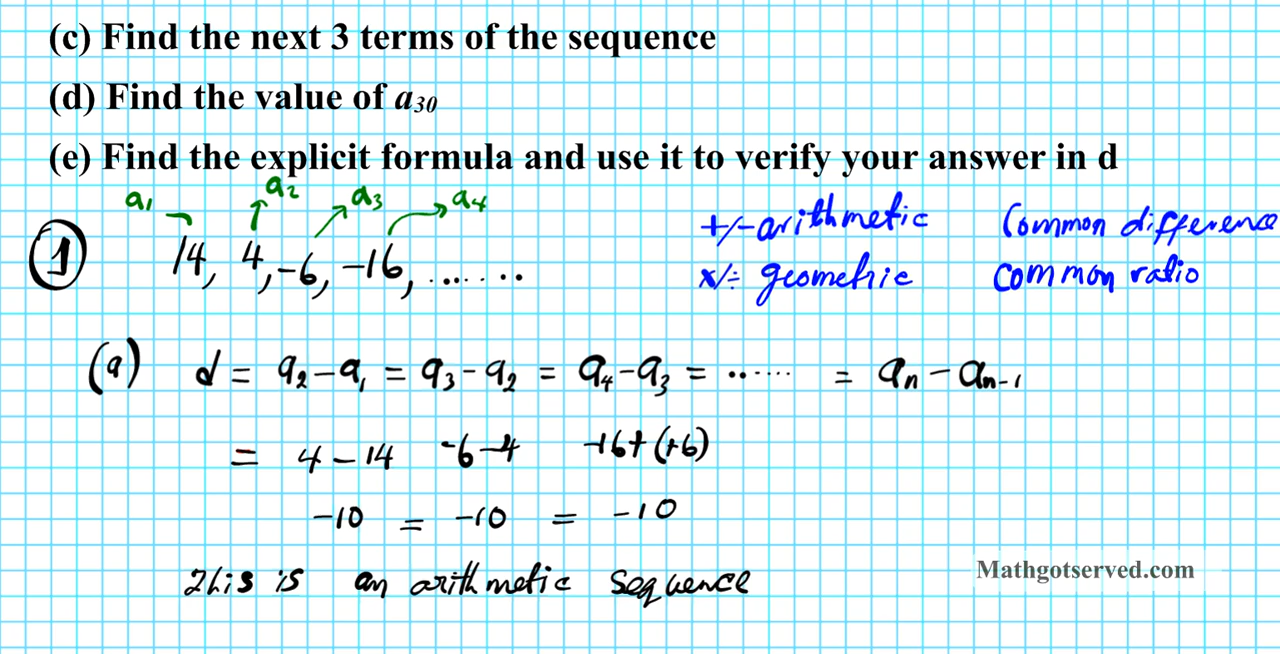 (c) Find the next 3 terms of the sequence
(d) Find the value of a₃₀
(e) Find the explicit formula and use it to verify your answer in d
a₁ a₂ a₃ a₄
① 14, 4, -6, -16, .......
+/- arithmetic Common difference
×/÷ geometric common ratio
(a) d = a₂-a₁ = a₃-a₂ = a₄-a₃ = ...... = aₙ-aₙ₋₁
= 4-14 -6-4 -16+(+6)
-10 = -10 = -10
This is an arithmetic sequence
Mathgotserved.com